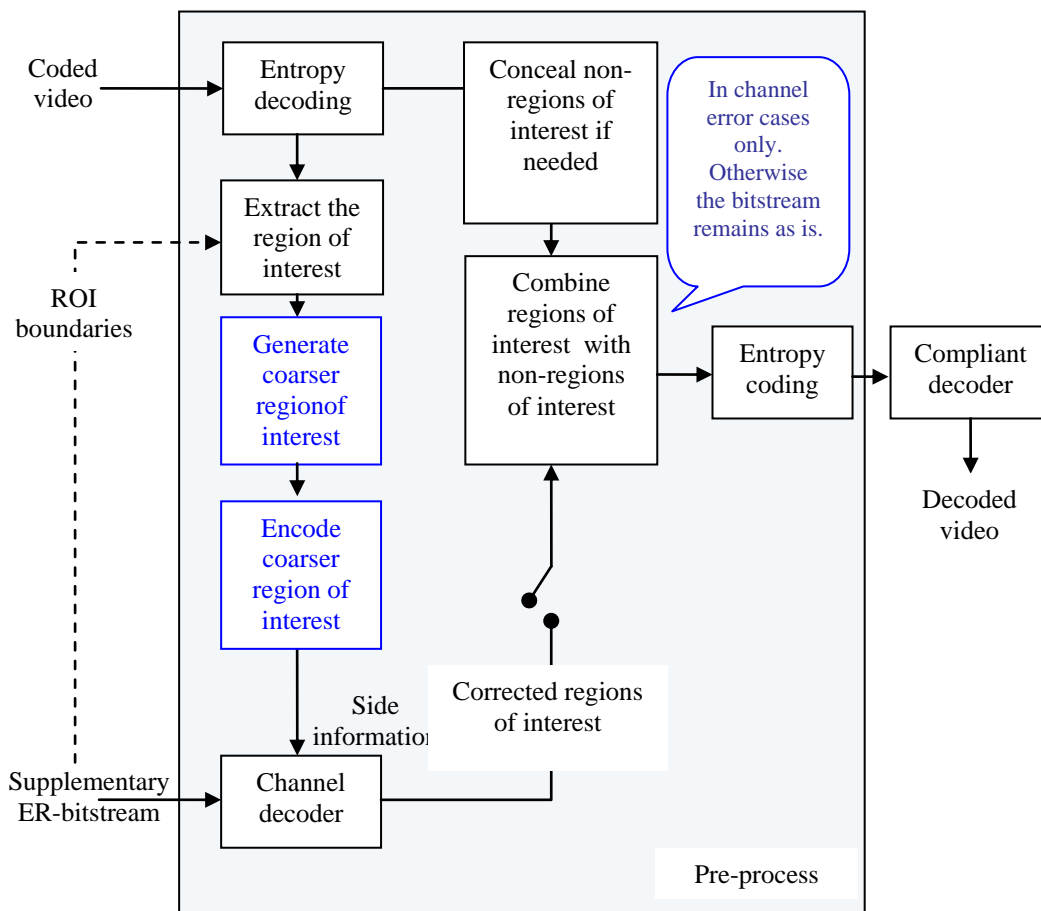 Coded
video
Entropy
decoding
Conceal non-
regions of
interest if
needed
In channel
error cases
only.
Otherwise
the bitstream
remains as is.
Extract the
region of
interest
ROI
boundaries
Combine
regions of
interest with
non-regions
of interest
Generate
coarser
regionof
interest
Entropy
coding
Compliant
decoder
Encode
coarser
region of
interest
Decoded
video
Corrected regions
of interest
Side
information
Supplementary
ER-bitstream
Channel
decoder
Pre-process